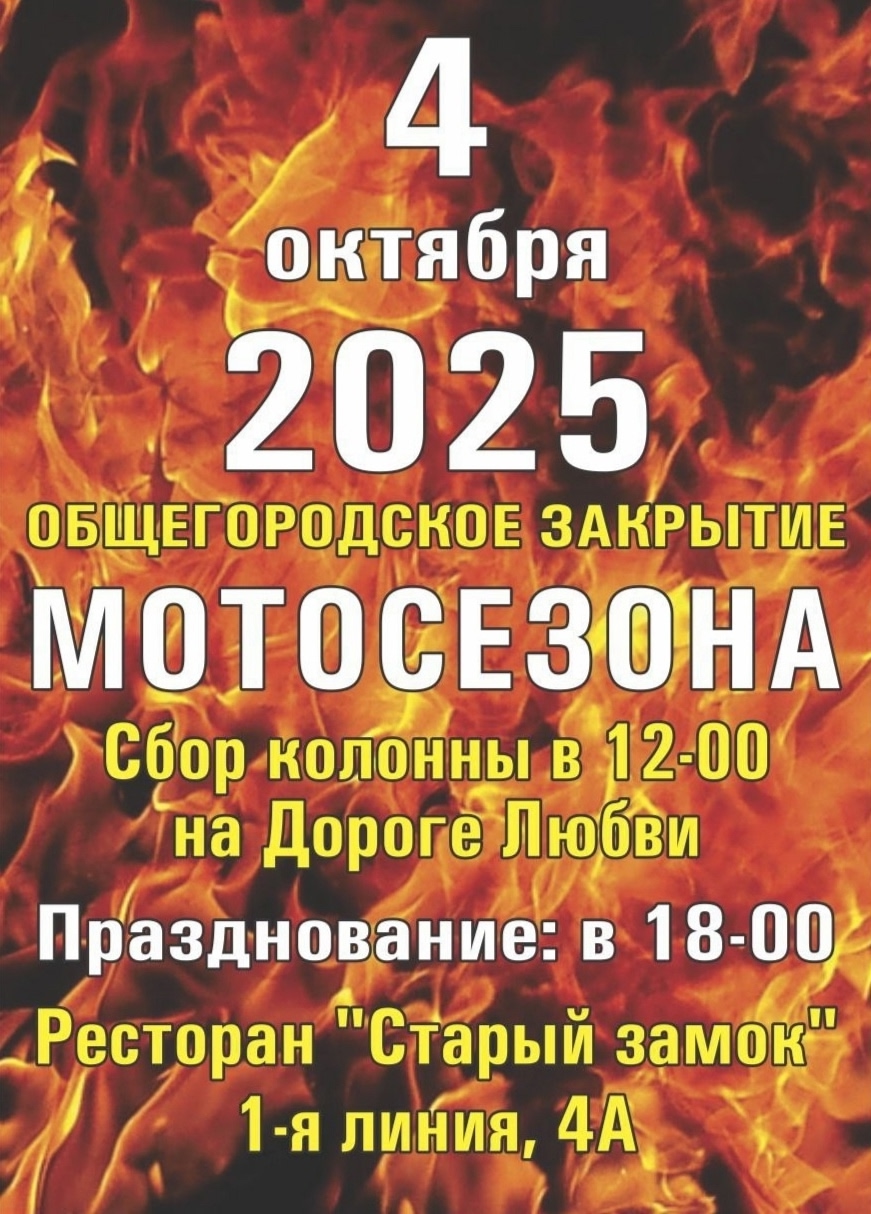 4
октября
2025
ОБЩЕГОРОДСКОЕ ЗАКРЫТИЕ
МОТОСЕЗОНА
Сбор колонны в 12-00
на Дороге Любви
Празднование: в 18-00
Ресторан "Старый замок"
1-я линия, 4А